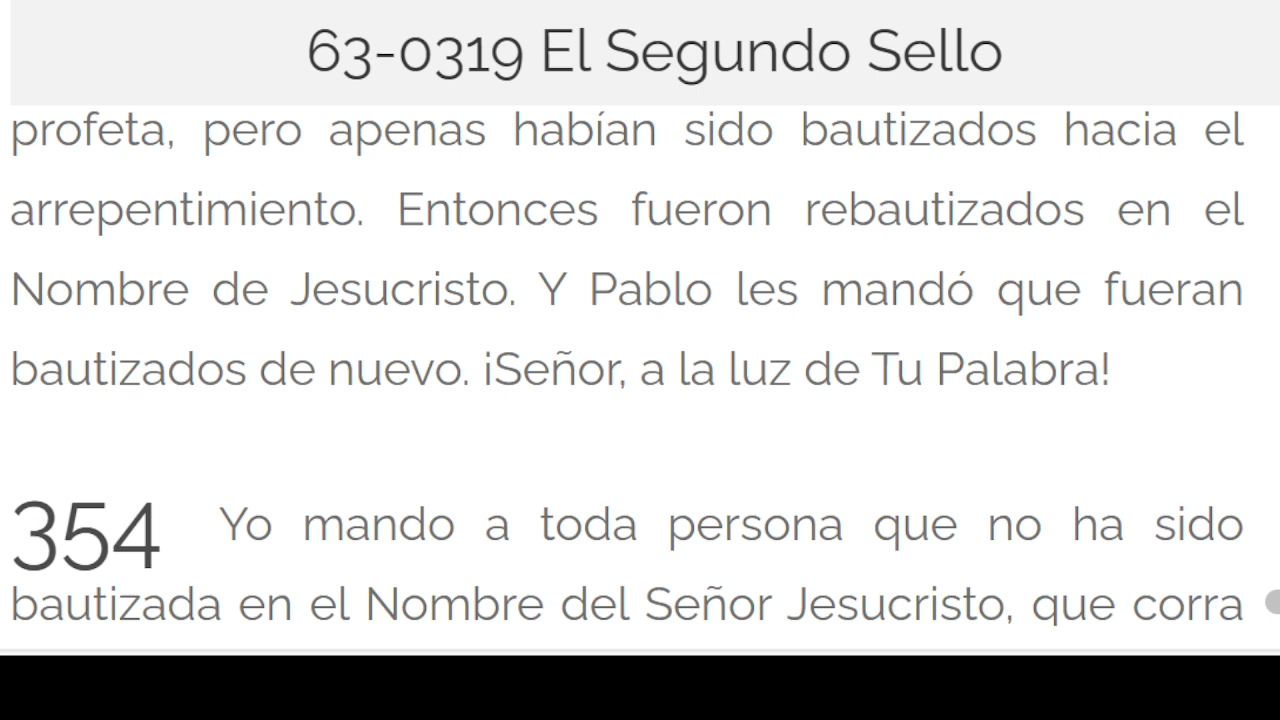 63-0319 El Segundo Sello
profeta, pero apenas habían sido bautizados hacia el
arrepentimiento. Entonces fueron rebautizados en el
Nombre de Jesucristo. Y Pablo les mandó que fueran
bautizados de nuevo. ¡Señor, a la luz de Tu Palabra!
354 Yo mando a toda persona que no ha sido
bautizada en el Nombre del Señor Jesucristo, que corra